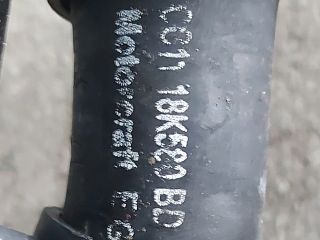 CC11 18K580 BD
Motorcraft F G